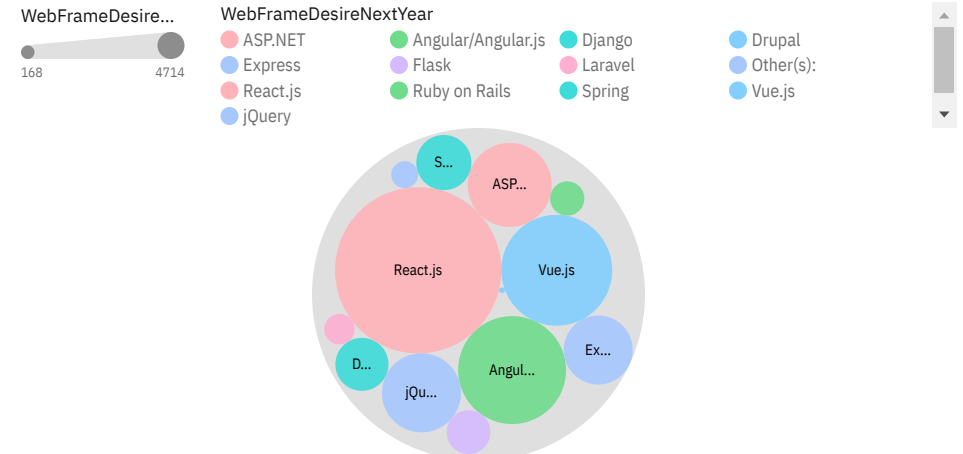 WebFrameDesire...
168 4714
WebFrameDesireNextYear
ASP.NET Angular/Angular.js Django Drupal
Express Flask Laravel Other(s):
React.js Ruby on Rails Spring Vue.js
jQuery
S...
ASP...
React.js
Vue.js
Ex...
D...
Angul...
jQu...